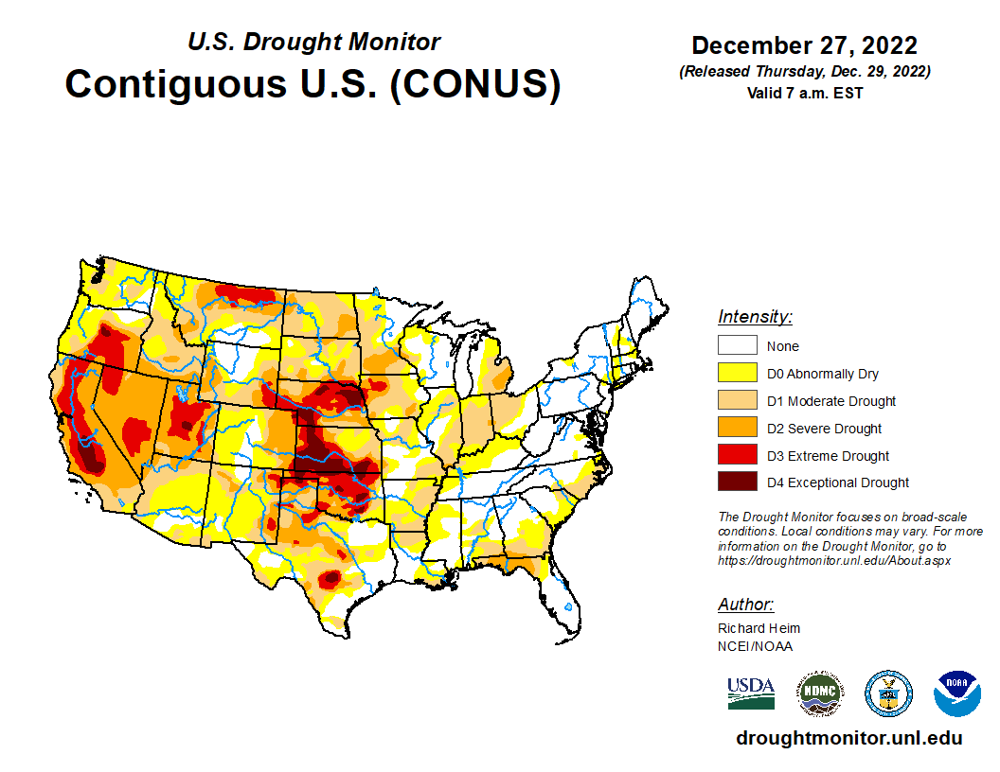 U.S. Drought Monitor
Contiguous U.S. (CONUS)
December 27, 2022
(Released Thursday, Dec. 29, 2022)
Valid 7 a.m. EST
Intensity:
None
D0 Abnormally Dry
D1 Moderate Drought
D2 Severe Drought
D3 Extreme Drought
D4 Exceptional Drought
The Drought Monitor focuses on broad-scale
conditions. Local conditions may vary. For more
information on the Drought Monitor, go to
https://droughtmonitor.unl.edu/About.aspx
Author:
Richard Heim
NCEI/NOAA
USDA
NDMC
NOAA
droughtmonitor.unl.edu